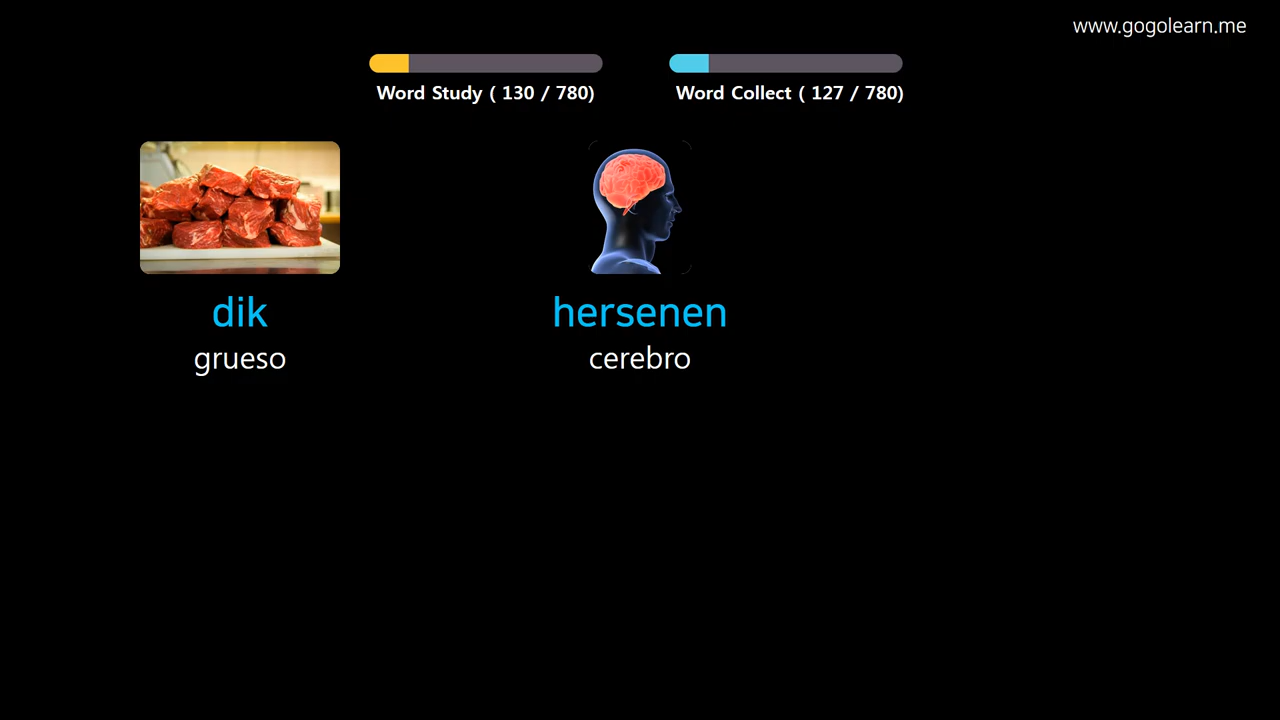 www.gogolearn.me
Word Study ( 130 / 780)
Word Collect ( 127 / 780)
dik
grueso
hersenen
cerebro